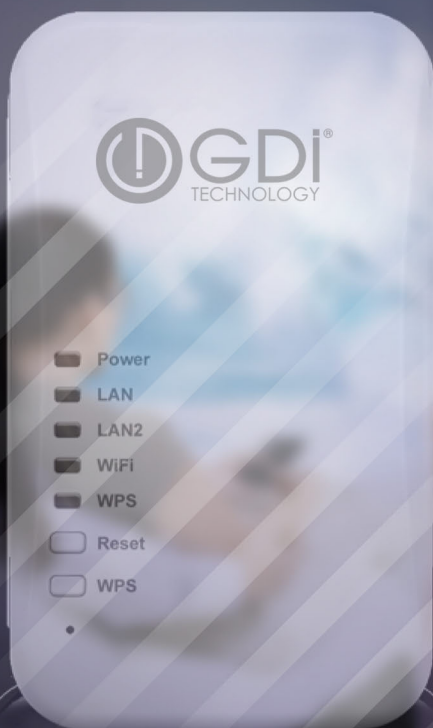 GDi®
TECHNOLOGY
Power
LAN
LAN2
WiFi
WPS
Reset
WPS